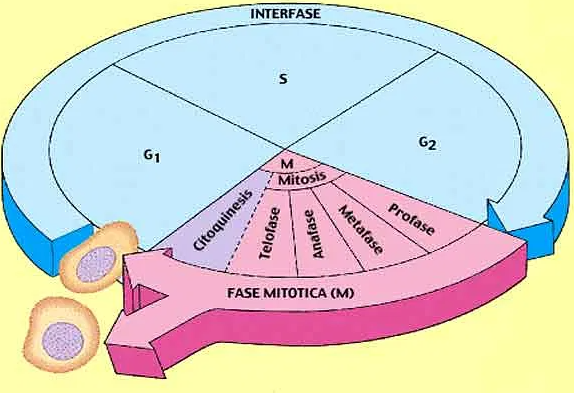 INTERFASE
S
G1
G2
M
Mitosis
Citoquinesis
Telofase
Anafase
Metafase
Profase
FASE MITOTICA (M)